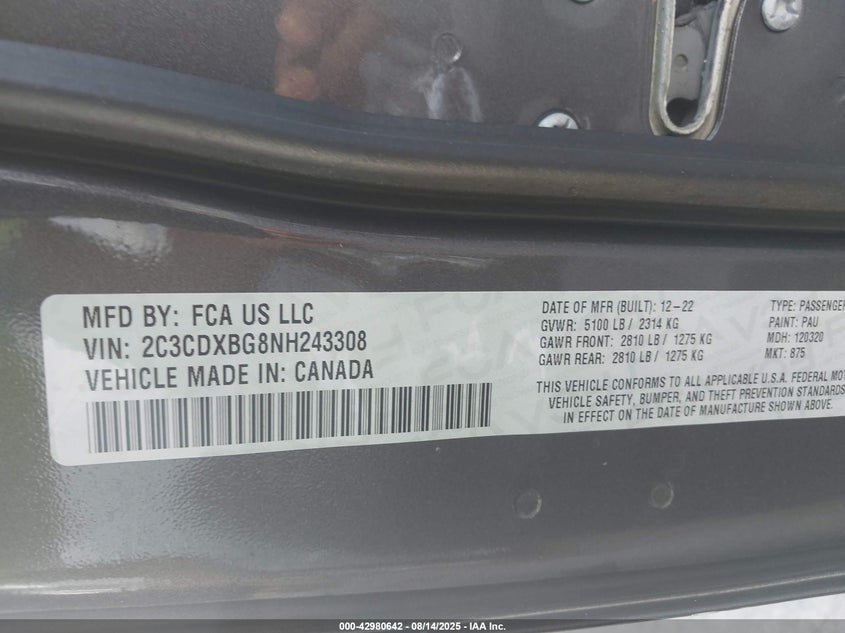 MFD BY: FCA US LLC
VIN: 2C3CDXBG8NH243308
VEHICLE MADE IN: CANADA
DATE OF MFR (BUILT): 12-22
GVWR: 5100 LB / 2314 KG
GAWR FRONT: 2810 LB / 1275 KG
GAWR REAR: 2810 LB / 1275 KG
TYPE: PASSENGER
PAINT: PAU
MDH: 120320
MKT: 875
THIS VEHICLE CONFORMS TO ALL APPLICABLE U.S.A. FEDERAL MOT
VEHICLE SAFETY, BUMPER, AND THEFT PREVENTION STANDARDS
IN EFFECT ON THE DATE OF MANUFACTURE SHOWN ABOVE.
000-42980642 - 08/14/2025 - IAA Inc.